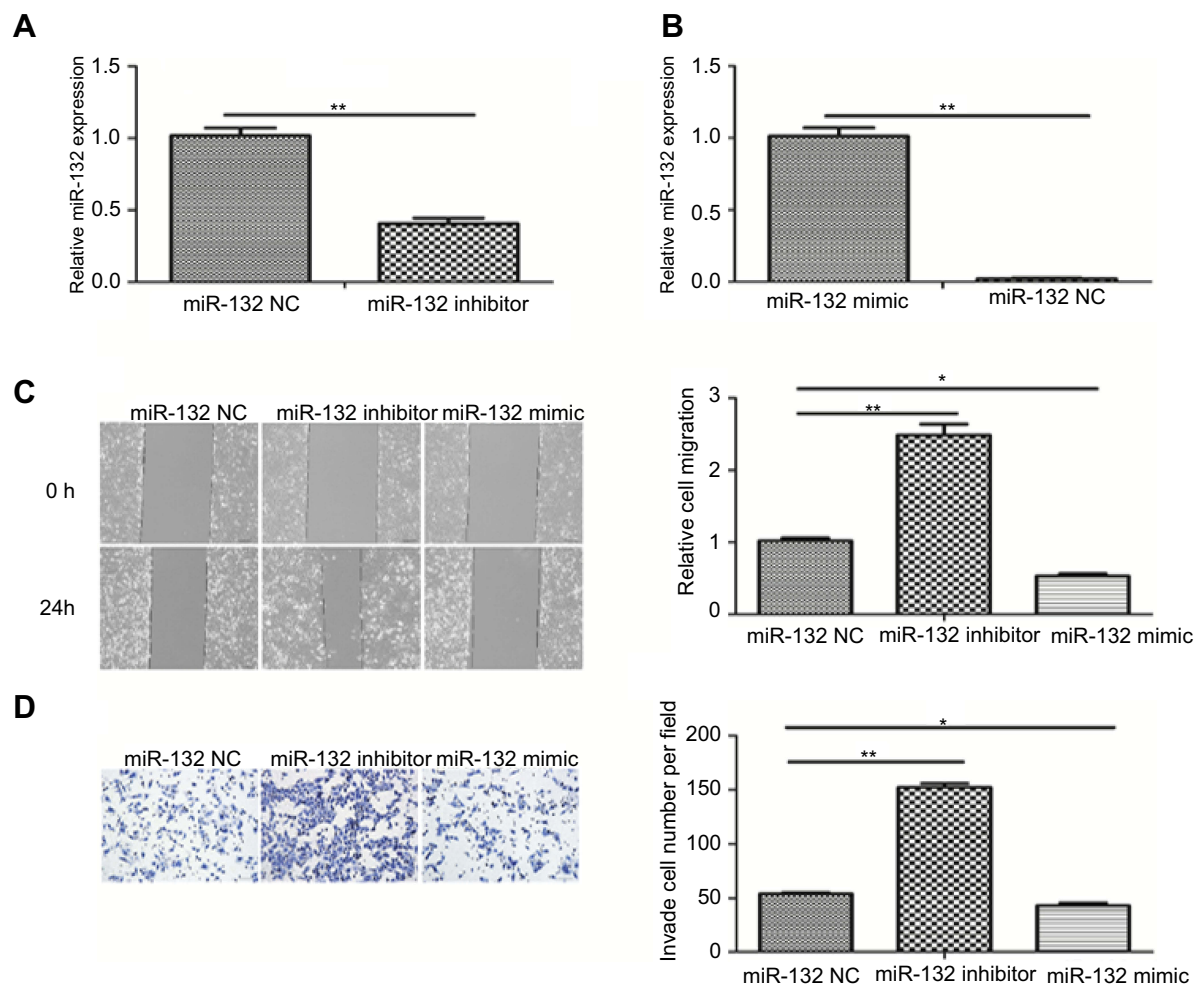 A
Relative miR-132 expression
1.5
1.0
0.5
0.0
**
miR-132 NC
miR-132 inhibitor
B
Relative miR-132 expression
1.5
1.0
0.5
0.0
**
miR-132 mimic
miR-132 NC
C
miR-132 NC
miR-132 inhibitor
miR-132 mimic
0 h
24h
Relative cell migration
3
2
1
0
*
**
miR-132 NC
miR-132 inhibitor
miR-132 mimic
D
miR-132 NC
miR-132 inhibitor
miR-132 mimic
Invade cell number per field
200
150
100
50
0
*
**
miR-132 NC
miR-132 inhibitor
miR-132 mimic